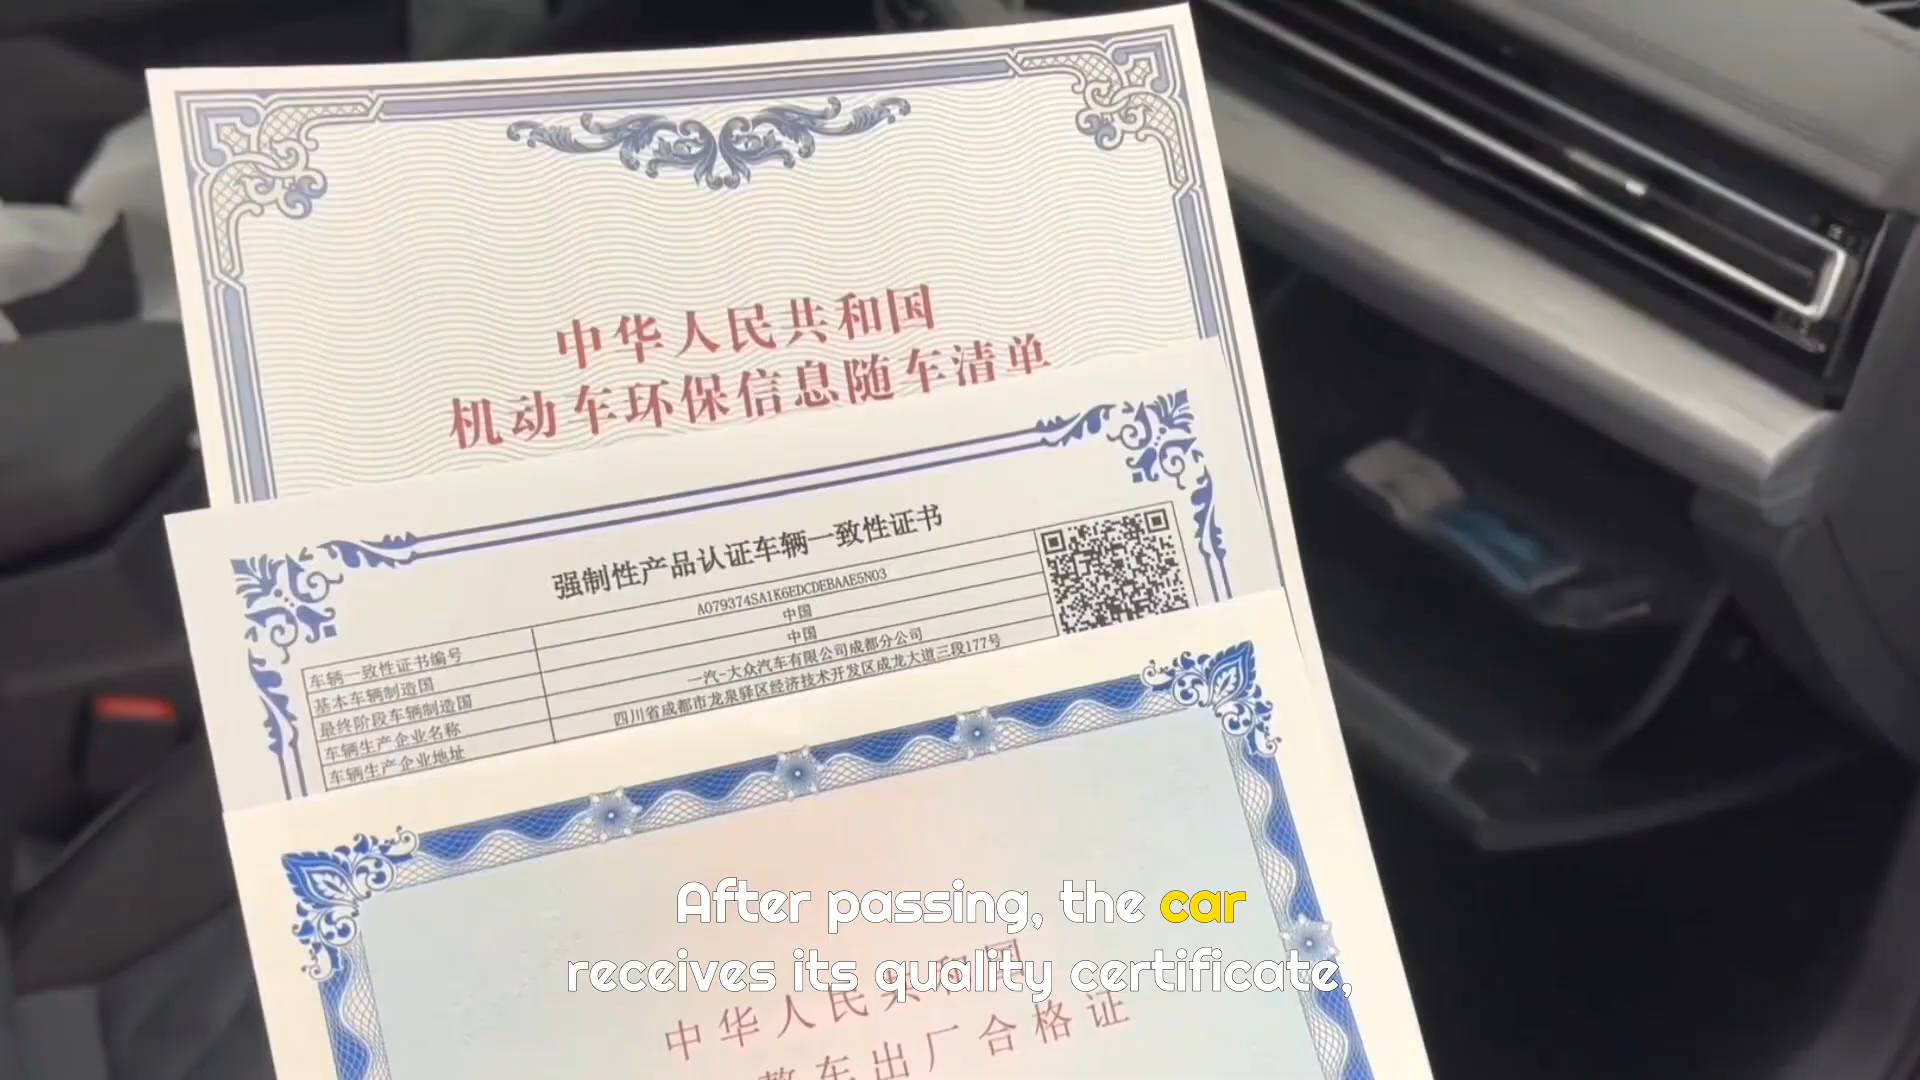 中华人民共和国
机动车环保信息随车清单
强制性产品认证车辆一致性证书
车辆一致性证书编号
A079374SA1K6EDCDEBAAE5N03
基本车辆制造国
中国
最终阶段车辆制造国
中国
车辆生产企业名称
一汽-大众汽车有限公司成都分公司
车辆生产企业地址
四川省成都市龙泉驿区经济技术开发区成龙大道三段177号
After passing, the car
receives its quality certificate,
中华人民共和国
整车出厂合格证